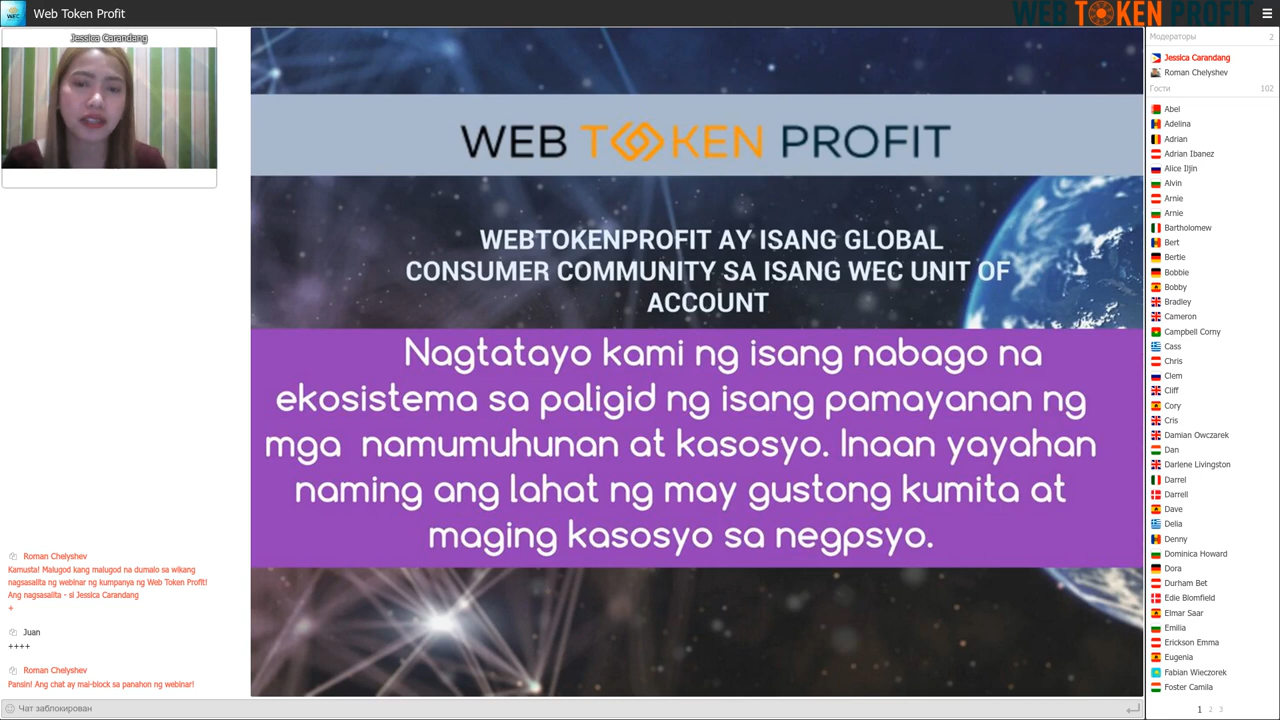 Web Token Profit
WEB TOKEN PROFIT
WEC
Jessica Carandang
WEB TOKEN PROFIT
WEBTOKENPROFIT AY ISANG GLOBAL
CONSUMER COMMUNITY SA ISANG WEC UNIT OF
ACCOUNT
Nagtatayo kami ng isang nabago na
ekosistema sa paligid ng isang pamayanan ng
mga namumuhunan at kasosyo. Inaan yayahan
naming ang lahat ng may gustong kumita at
maging kasosyo sa negpsyo.
Roman Chelyshev
Kamusta! Malugod kang malugod na dumalo sa wikang
nagsasalita ng webinar ng kumpanya ng Web Token Profit!
Ang nagsasalita - si Jessica Carandang
+
Juan
++++
Roman Chelyshev
Pansin! Ang chat ay mai-block sa panahon ng webinar!
Чат заблокирован
Модераторы 2
Jessica Carandang
Roman Chelyshev
Гости 102
Abel
Adelina
Adrian
Adrian Ibanez
Alice Iljin
Alvin
Arnie
Arnie
Bartholomew
Bert
Bertie
Bobbie
Bobby
Bradley
Cameron
Campbell Corny
Cass
Chris
Clem
Cliff
Cory
Cris
Damian Owczarek
Dan
Darlene Livingston
Darrel
Darrell
Dave
Delia
Denny
Dominica Howard
Dora
Durham Bet
Edie Blomfield
Elmar Saar
Emilia
Erickson Emma
Eugenia
Fabian Wieczorek
Foster Camila
1 2 3